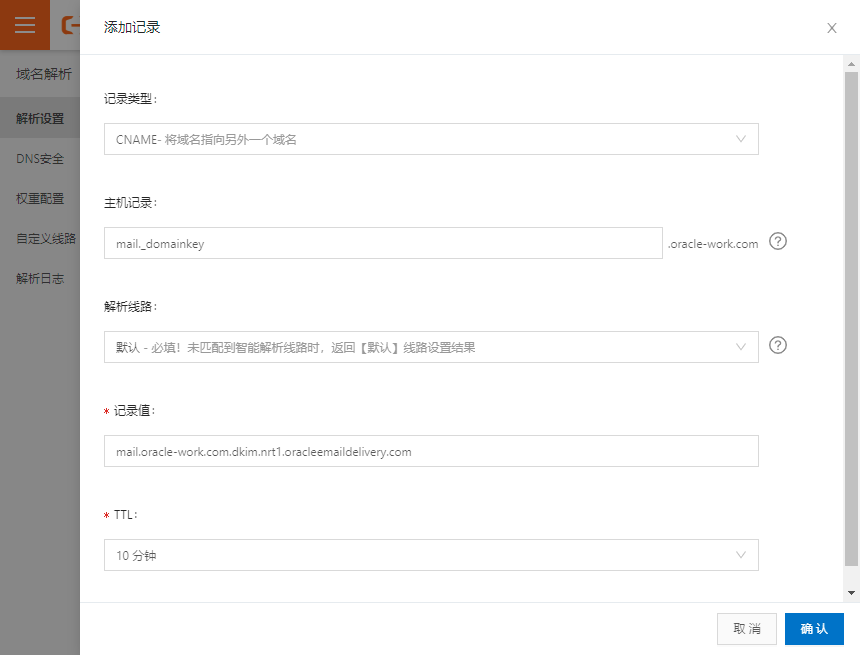 添加记录
域名解析
解析设置
DNS安全
权重配置
自定义线路
解析日志
记录类型:
CNAME- 将域名指向另外一个域名
主机记录:
mail._domainkey
.oracle-work.com
解析线路:
默认 - 必填！未匹配到智能解析线路时，返回【默认】线路设置结果
* 记录值:
mail.oracle-work.com.dkim.nrt1.oracleemaildelivery.com
* TTL:
10 分钟
取 消
确 认